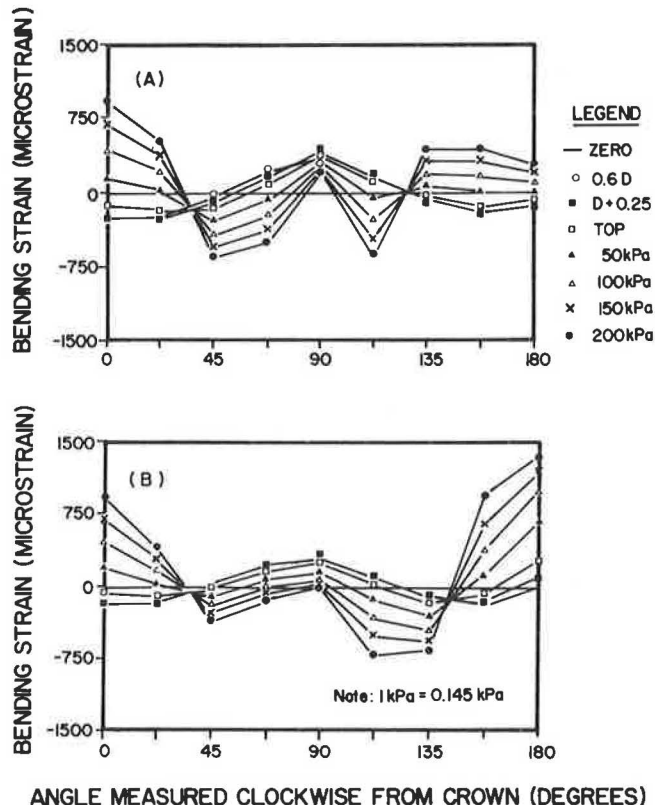 (A)
BENDING STRAIN (MICROSTRAIN)
1500
750
0
-750
-1500
0
45
90
135
180
LEGEND
ZERO
0.6 D
D + 0.25
TOP
50kPa
100kPa
150kPa
200kPa
(B)
BENDING STRAIN (MICROSTRAIN)
1500
750
0
-750
-1500
Note: 1kPa = 0.145 kPa
0
45
90
135
180
ANGLE MEASURED CLOCKWISE FROM CROWN (DEGREES)